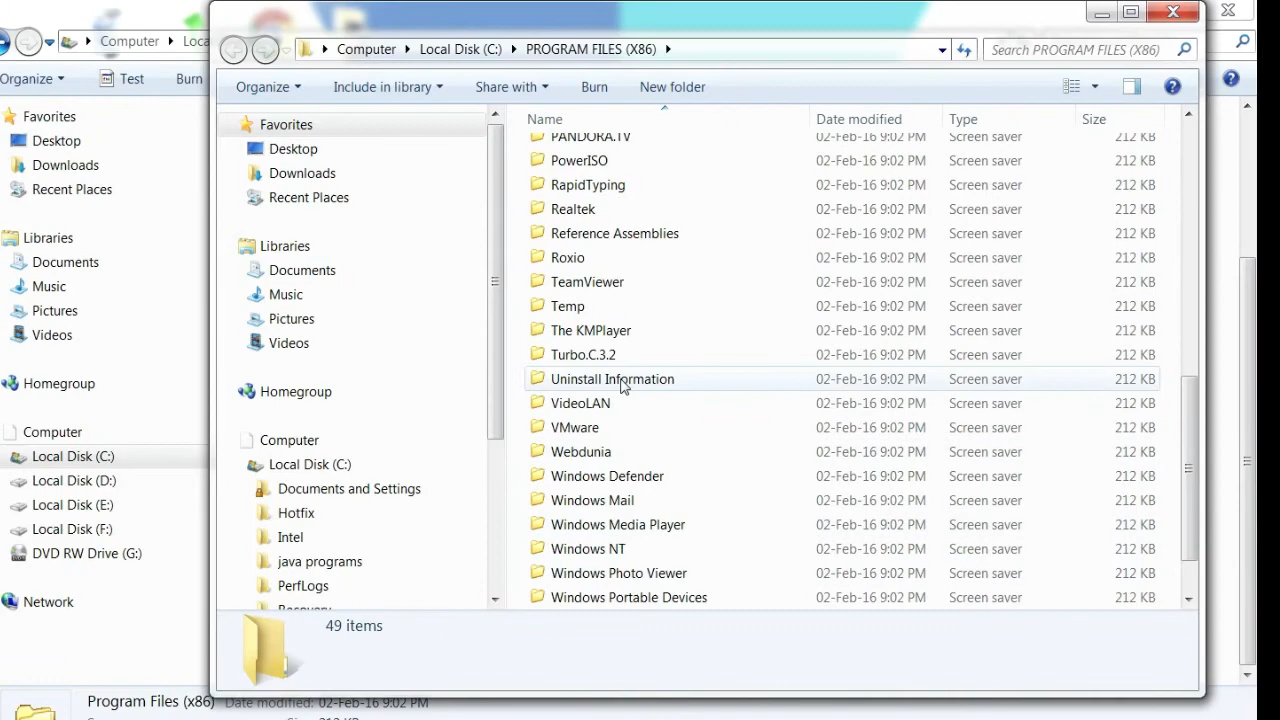 Computer ▸ Loca
Organize ▾ Test Burn
Favorites
Desktop
Downloads
Recent Places
Libraries
Documents
Music
Pictures
Videos
Homegroup
Computer
Local Disk (C:)
Local Disk (D:)
Local Disk (E:)
Local Disk (F:)
DVD RW Drive (G:)
Network
Program Files (x86) Date modified: 02-Feb-16 9:02 PM
Computer ▸ Local Disk (C:) ▸ PROGRAM FILES (X86) ▸
Search PROGRAM FILES (X86)
Organize ▾ Include in library ▾ Share with ▾ Burn New folder
Favorites
Desktop
Downloads
Recent Places
Libraries
Documents
Music
Pictures
Videos
Homegroup
Computer
Local Disk (C:)
Documents and Settings
Hotfix
Intel
java programs
PerfLogs
Recovery
Name Date modified Type Size
PANDORA.TV 02-Feb-16 9:02 PM Screen saver 212 KB
PowerISO 02-Feb-16 9:02 PM Screen saver 212 KB
RapidTyping 02-Feb-16 9:02 PM Screen saver 212 KB
Realtek 02-Feb-16 9:02 PM Screen saver 212 KB
Reference Assemblies 02-Feb-16 9:02 PM Screen saver 212 KB
Roxio 02-Feb-16 9:02 PM Screen saver 212 KB
TeamViewer 02-Feb-16 9:02 PM Screen saver 212 KB
Temp 02-Feb-16 9:02 PM Screen saver 212 KB
The KMPlayer 02-Feb-16 9:02 PM Screen saver 212 KB
Turbo.C.3.2 02-Feb-16 9:02 PM Screen saver 212 KB
Uninstall Information 02-Feb-16 9:02 PM Screen saver 212 KB
VideoLAN 02-Feb-16 9:02 PM Screen saver 212 KB
VMware 02-Feb-16 9:02 PM Screen saver 212 KB
Webdunia 02-Feb-16 9:02 PM Screen saver 212 KB
Windows Defender 02-Feb-16 9:02 PM Screen saver 212 KB
Windows Mail 02-Feb-16 9:02 PM Screen saver 212 KB
Windows Media Player 02-Feb-16 9:02 PM Screen saver 212 KB
Windows NT 02-Feb-16 9:02 PM Screen saver 212 KB
Windows Photo Viewer 02-Feb-16 9:02 PM Screen saver 212 KB
Windows Portable Devices 02-Feb-16 9:02 PM Screen saver 212 KB
49 items